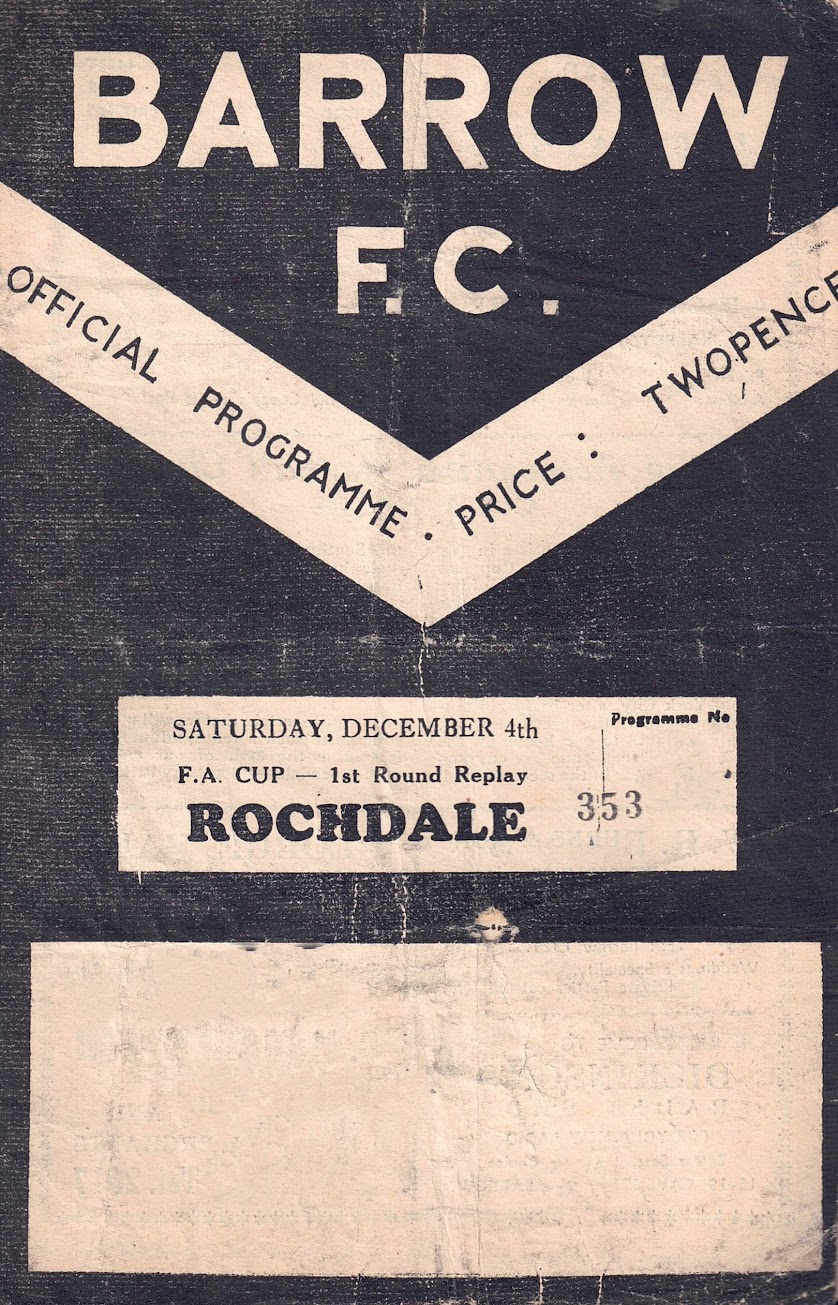 BARROW
F.C.
OFFICIAL PROGRAMME . PRICE : TWOPENCE
SATURDAY, DECEMBER 4th
Programme No
F.A. CUP — 1st Round Replay
353
ROCHDALE